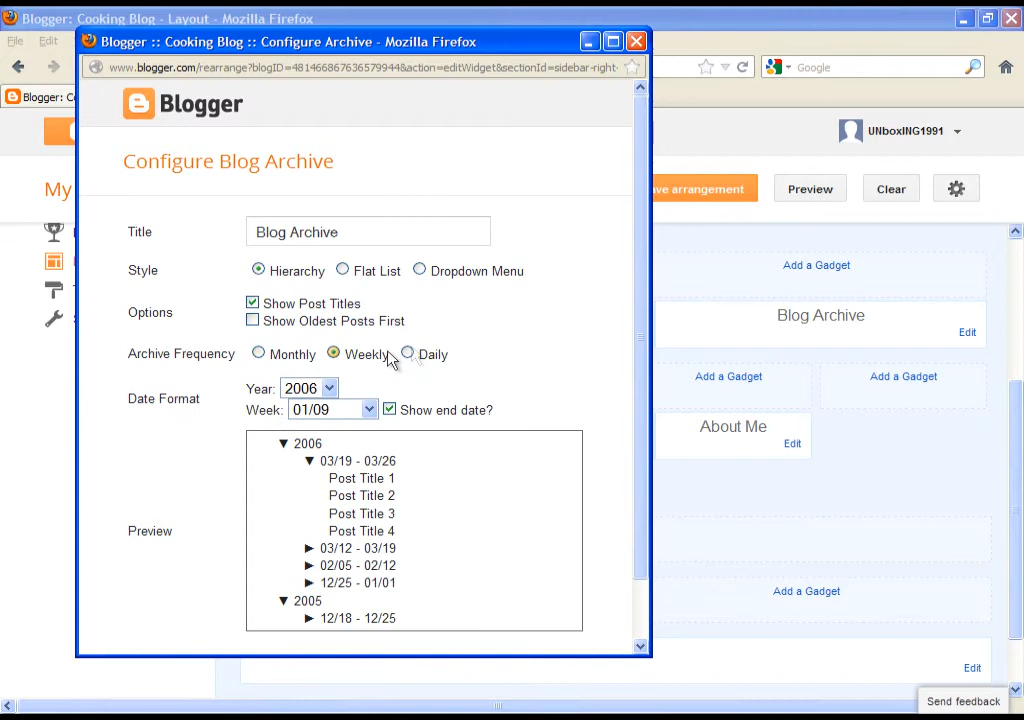 Blogger: Cooking Blog - Layout - Mozilla Firefox
Blogger :: Cooking Blog :: Configure Archive - Mozilla Firefox
File Edit
www.blogger.com/rearrange?blogID=481466867636579944&action=editWidget&sectionId=sidebar-right-
Google
Blogger: Co
Blogger
UNboxING1991
Configure Blog Archive
My
ve arrangement
Preview
Clear
Title
Blog Archive
Style
Hierarchy
Flat List
Dropdown Menu
Options
Show Post Titles
Show Oldest Posts First
Archive Frequency
Monthly
Weekly
Daily
Date Format
Year: 2006
Week: 01/09
Show end date?
Preview
▼ 2006
▼ 03/19 - 03/26
Post Title 1
Post Title 2
Post Title 3
Post Title 4
► 03/12 - 03/19
► 02/05 - 02/12
► 12/25 - 01/01
▼ 2005
► 12/18 - 12/25
Add a Gadget
Blog Archive
Edit
Add a Gadget
Add a Gadget
About Me
Edit
Add a Gadget
Edit
Send feedback